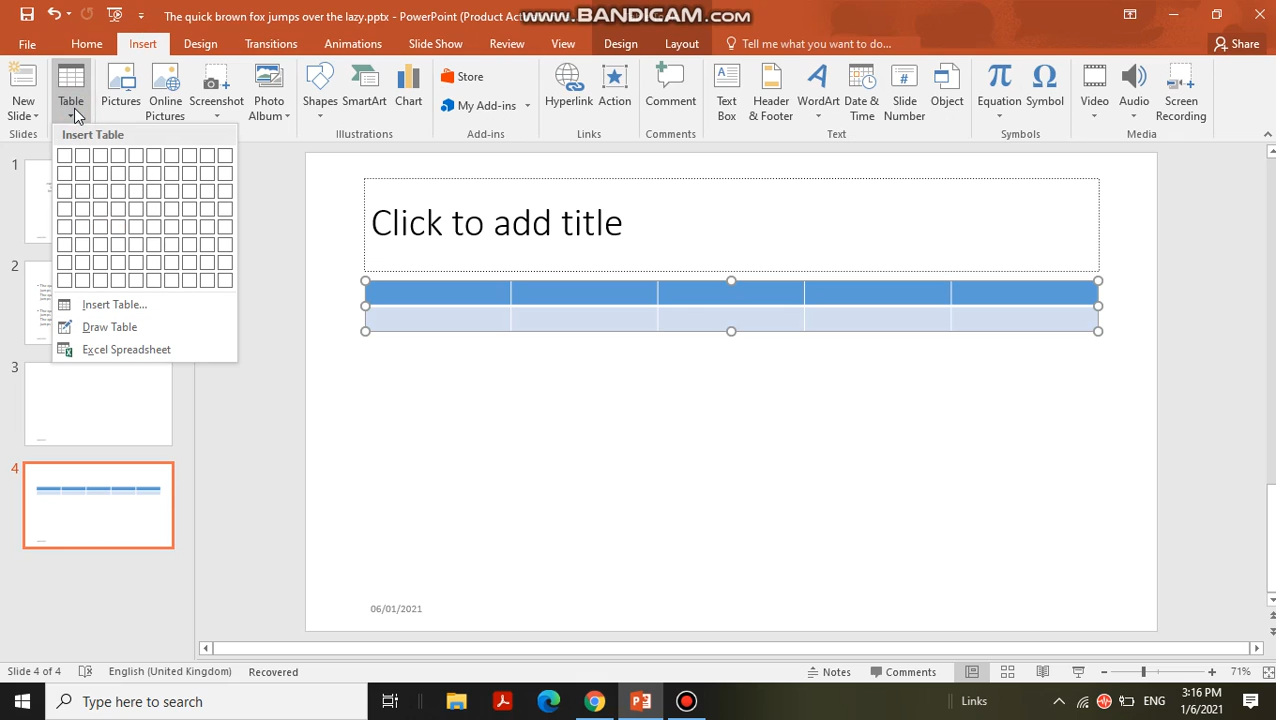 The quick brown fox jumps over the lazy.pptx - PowerPoint (Product Act
www.BANDICAM.com
File Home Insert Design Transitions Animations Slide Show Review View Design Layout Tell me what you want to do... Share
New Slide
Table
Pictures
Online Pictures
Screenshot
Photo Album
Shapes
SmartArt
Chart
Store
My Add-ins
Hyperlink
Action
Comment
Text Box
Header & Footer
WordArt
Date & Time
Slide Number
Object
Equation
Symbol
Video
Audio
Screen Recording
Slides Illustrations Add-ins Links Comments Text Symbols Media
Insert Table
Insert Table...
Draw Table
Excel Spreadsheet
1
2
3
4
Click to add title
06/01/2021
Slide 4 of 4 English (United Kingdom) Recovered Notes Comments 71%
Type here to search
Links
ENG
3:16 PM
1/6/2021